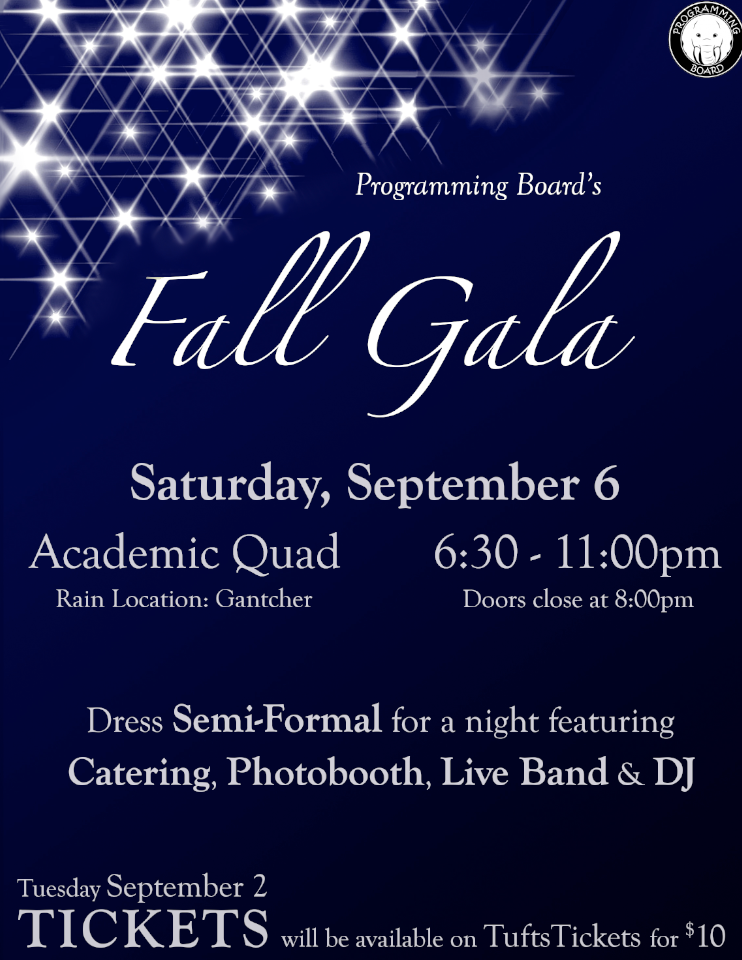 PROGRAMMING
BOARD
Programming Board's
Fall Gala
Saturday, September 6
Academic Quad
Rain Location: Gantcher
6:30 - 11:00pm
Doors close at 8:00pm
Dress Semi-Formal for a night featuring
Catering, Photobooth, Live Band & DJ
Tuesday September 2
TICKETS will be available on TuftsTickets for $10